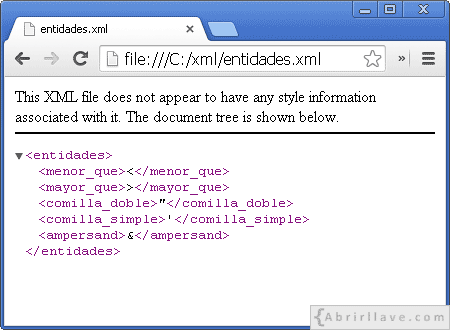 entidades.xml
file:///C:/xml/entidades.xml
This XML file does not appear to have any style information
associated with it. The document tree is shown below.
<entidades>
<menor_que><</menor_que>
<mayor_que>></mayor_que>
<comilla_doble>"</comilla_doble>
<comilla_simple>'</comilla_simple>
<ampersand>&</ampersand>
</entidades>
{Abrirllave.com